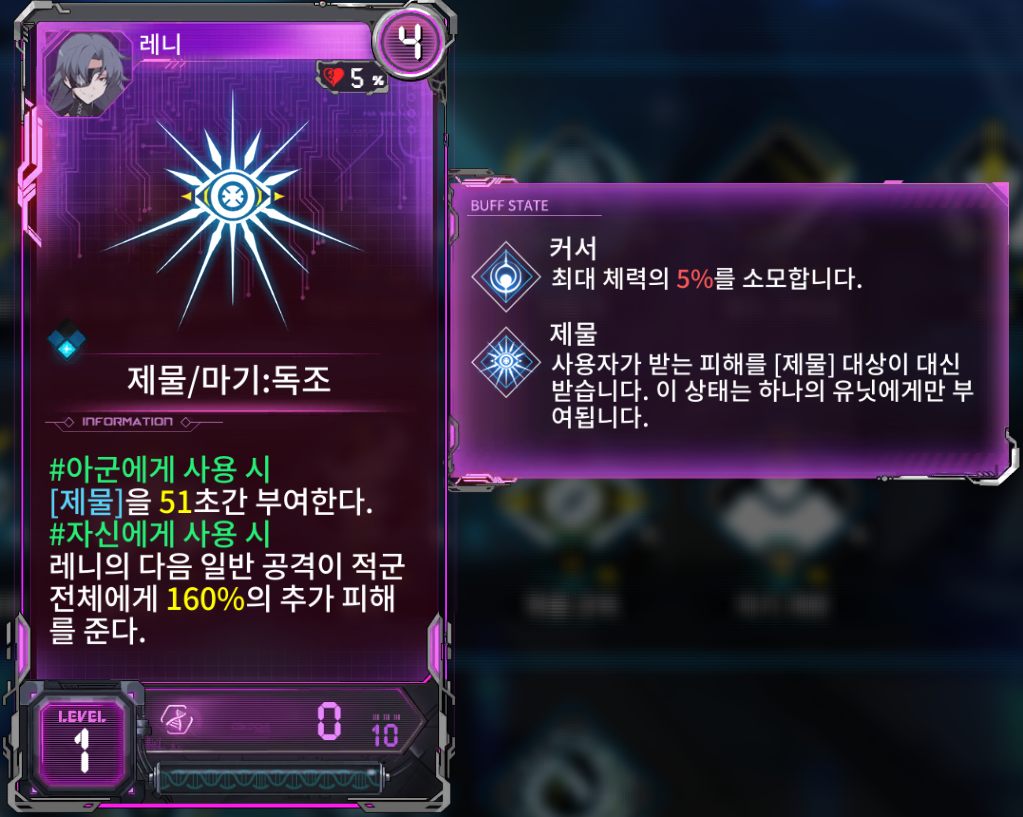 레니
4
5 %
제물/마기:독조
INFORMATION
#아군에게 사용 시
[제물]을 51초간 부여한다.
#자신에게 사용 시
레니의 다음 일반 공격이 적군
전체에게 160%의 추가 피해
를 준다.
LEVEL
1
0
10
BUFF STATE
커서
최대 체력의 5%를 소모합니다.
제물
사용자가 받는 피해를 [제물] 대상이 대신
받습니다. 이 상태는 하나의 유닛에게만 부
여됩니다.